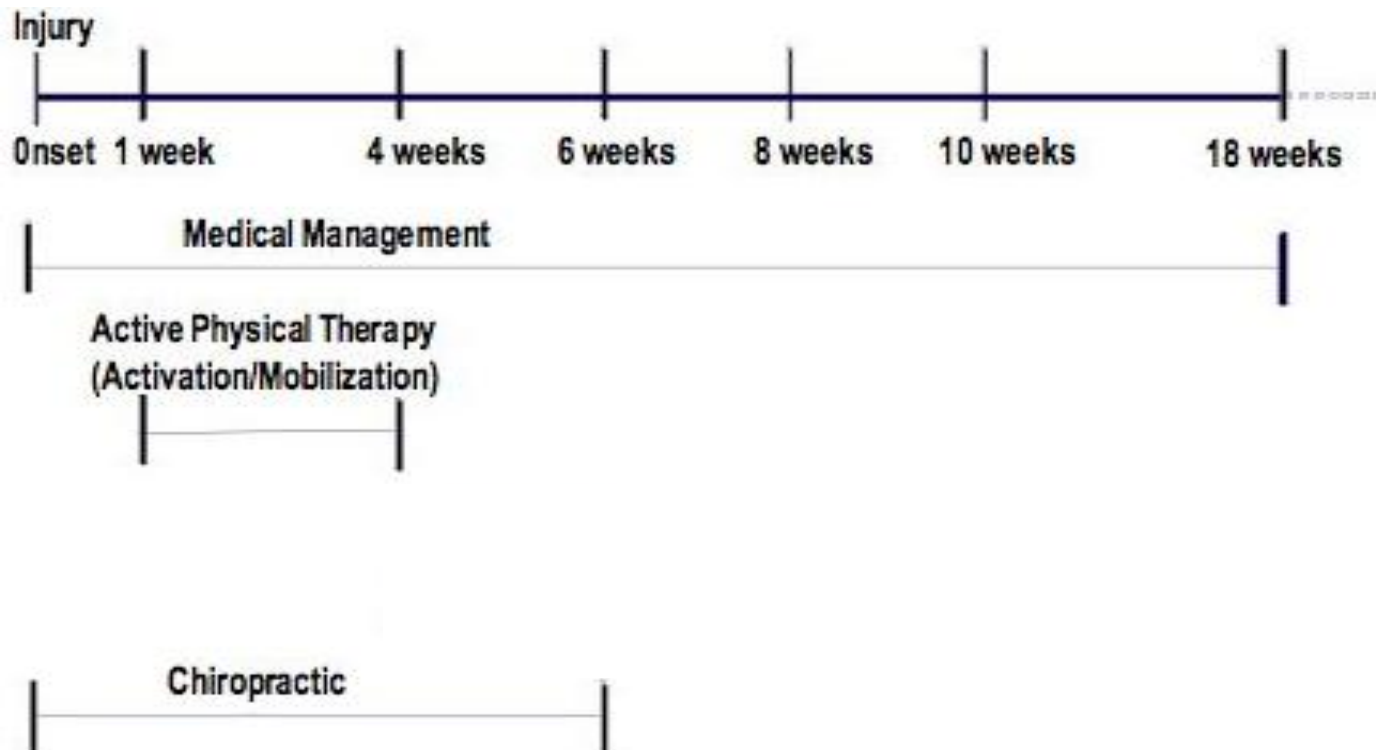 Injury
0nset 1 week 4 weeks 6 weeks 8 weeks 10 weeks 18 weeks
Medical Management
Active Physical Therapy
(Activation/Mobilization)
Chiropractic